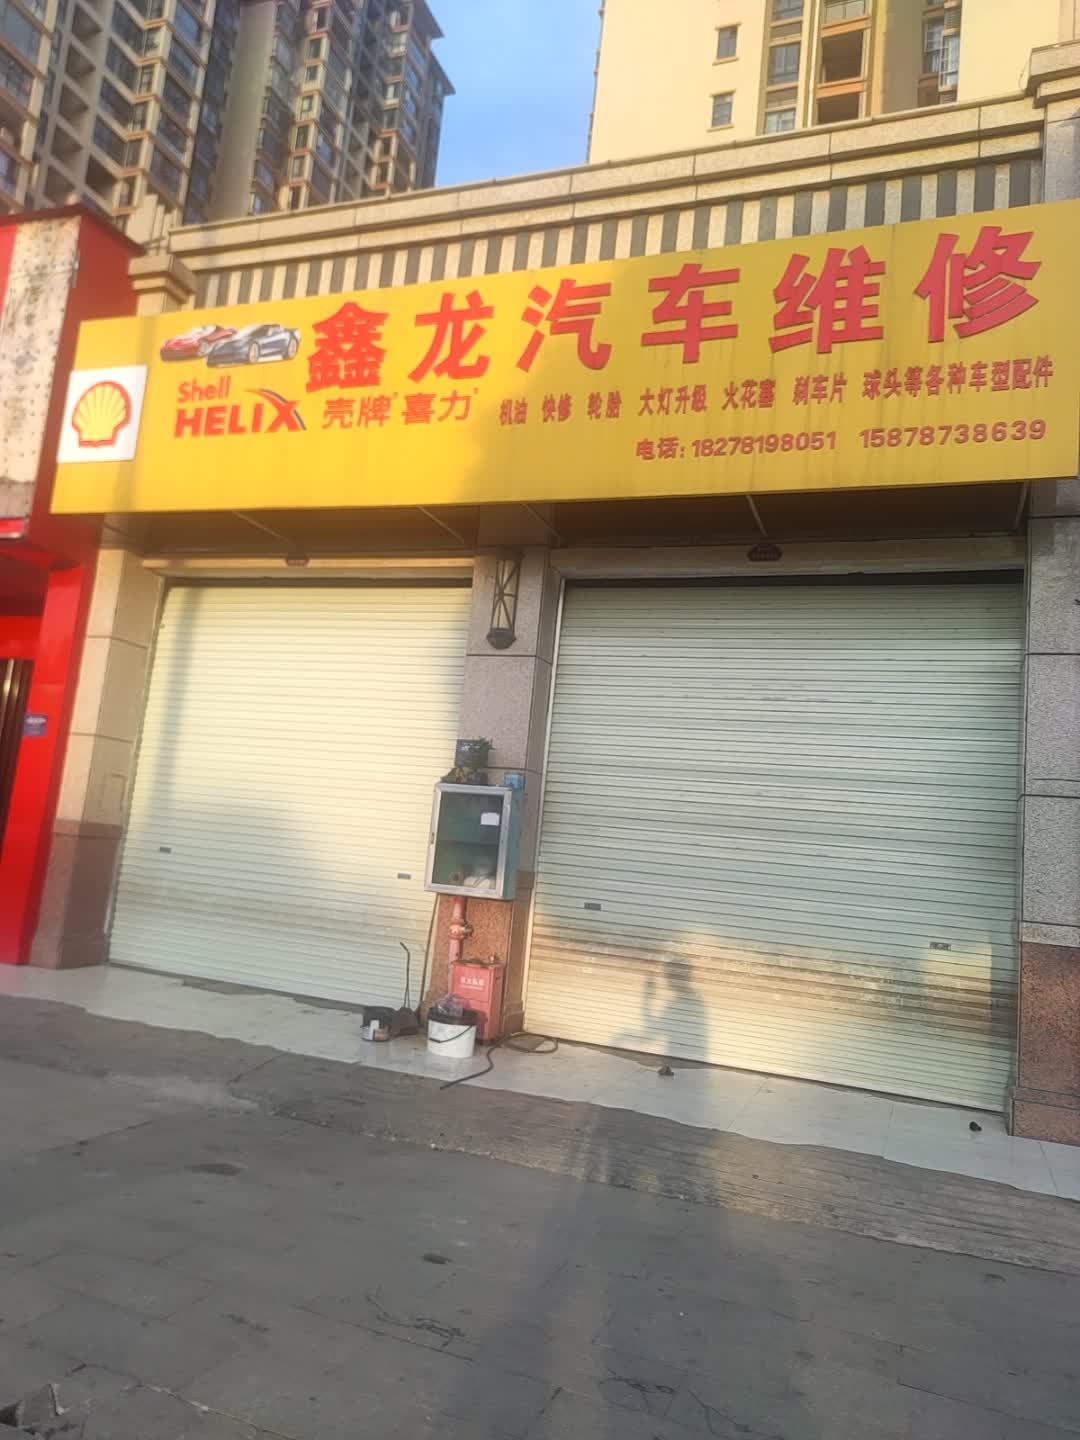 鑫龙汽车维修
Shell
HELIX 壳牌 喜力
机油 快修 轮胎 大灯升級 火花塞 刹车片 球头等各种车型配件
电话:18278198051 15878738639